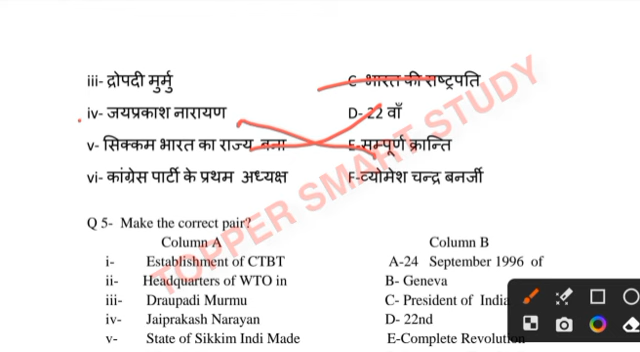 iii- द्रोपदी मुर्मु C- भारत की राष्ट्रपति
iv- जयप्रकाश नारायण D- 22 वाँ
v- सिक्कम भारत का राज्य बना E-सम्पूर्ण क्रान्ति
vi- कांग्रेस पार्टी के प्रथम अध्यक्ष F-व्योमेश चन्द्र बनर्जी
Q 5- Make the correct pair?
Column A Column B
i- Establishment of CTBT A-24 September 1996 of
ii- Headquarters of WTO in B- Geneva
iii- Draupadi Murmu C- President of India
iv- Jaiprakash Narayan D- 22nd
v- State of Sikkim Indi Made E-Complete Revolution
TOPPER SMART STUDY